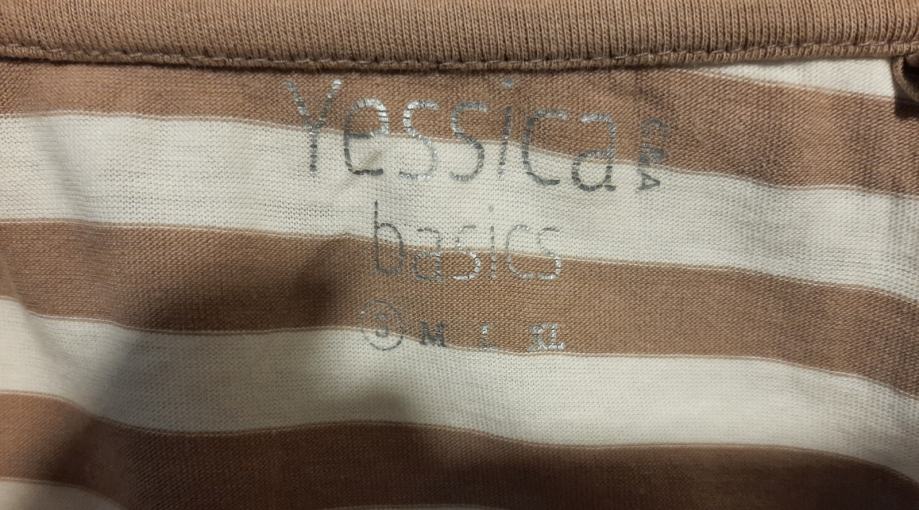 Yessica C&A
basics
S M L XL